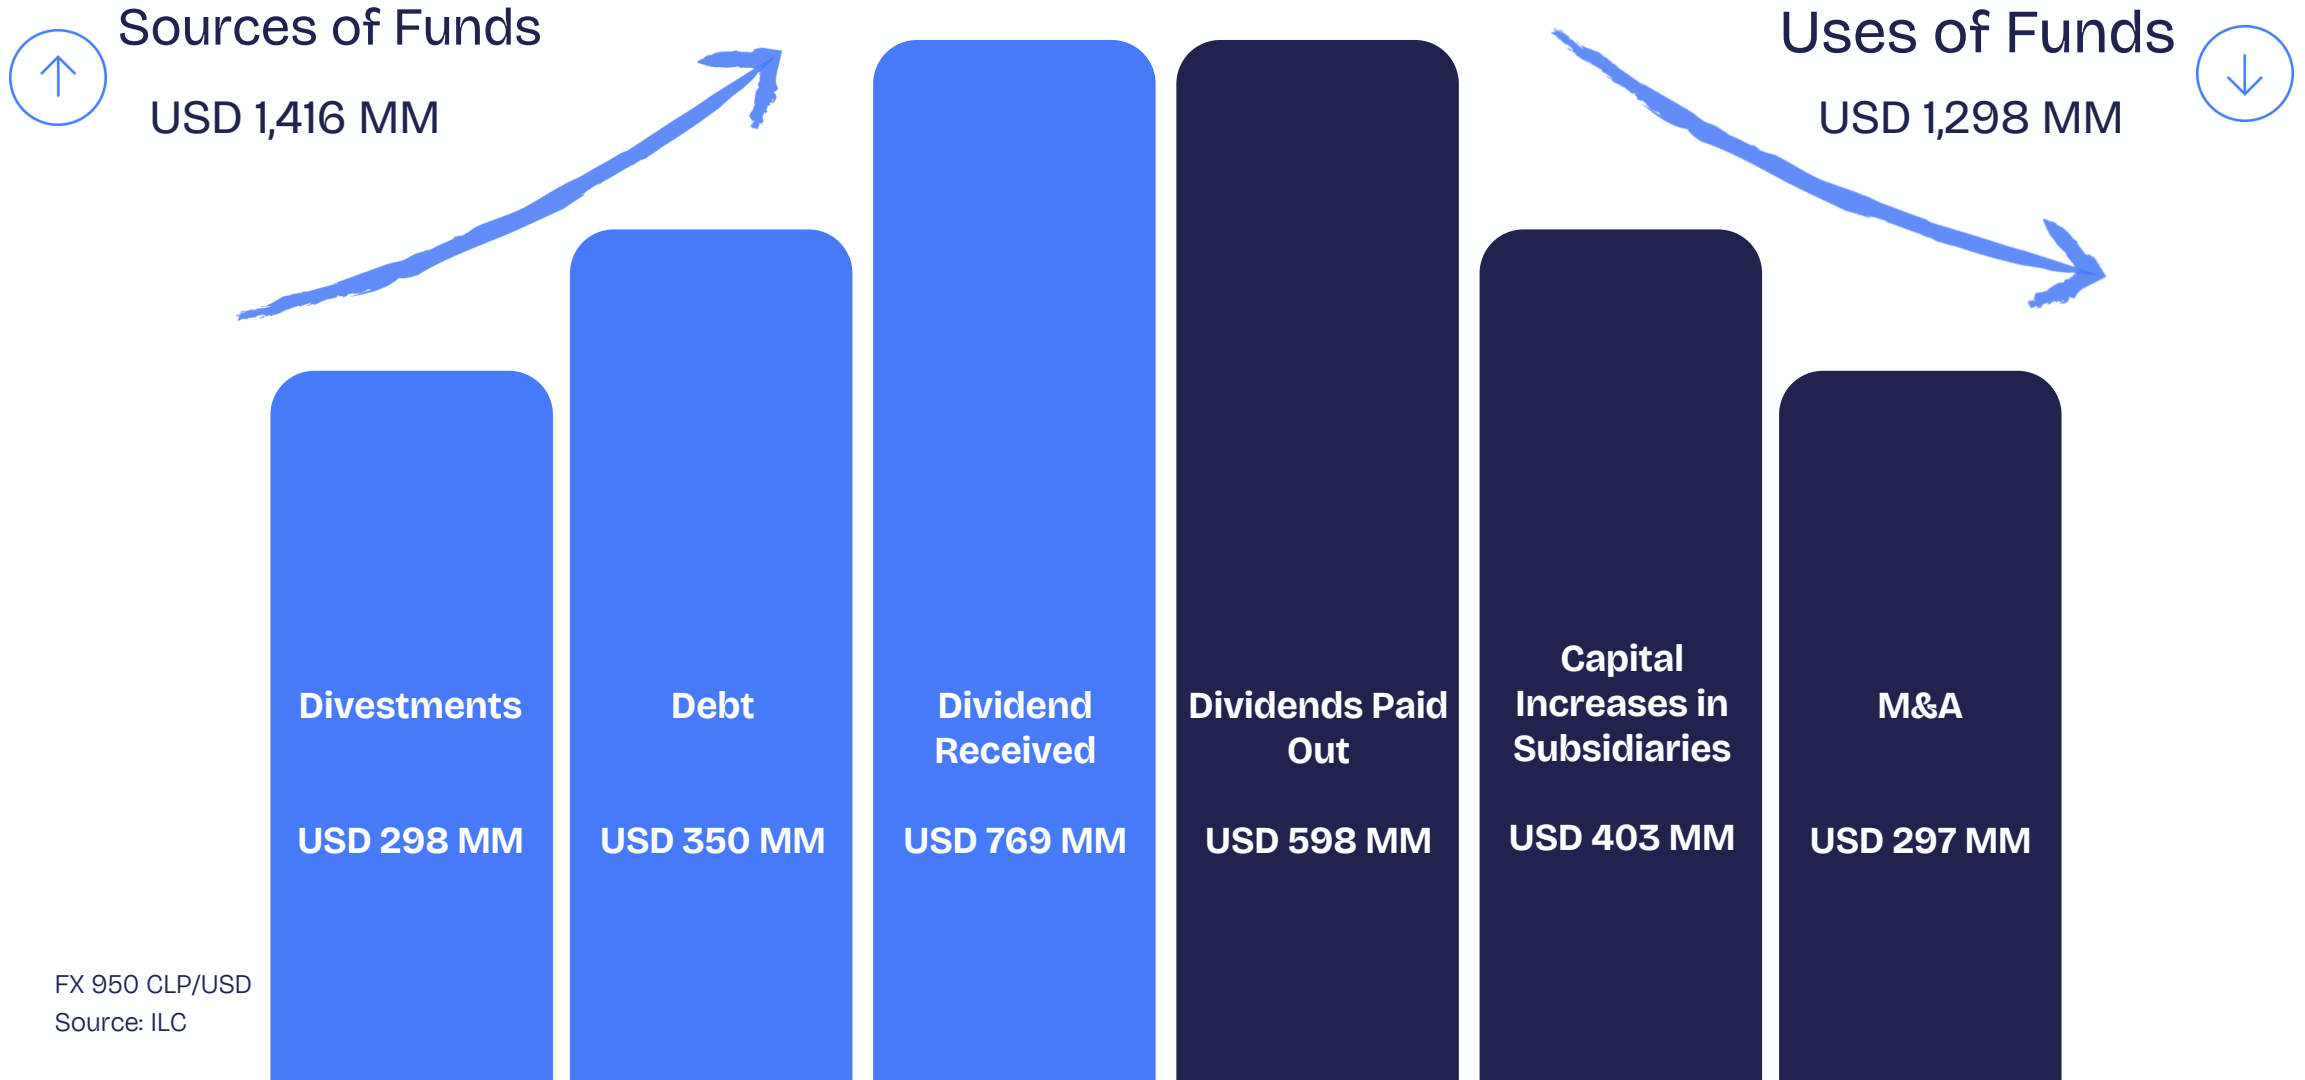 Sources of Funds
USD 1,416 MM
Uses of Funds
USD 1,298 MM
Divestments
USD 298 MM
Debt
USD 350 MM
Dividend
Received
USD 769 MM
Dividends Paid
Out
USD 598 MM
Capital
Increases in
Subsidiaries
USD 403 MM
M&A
USD 297 MM
FX 950 CLP/USD
Source: ILC